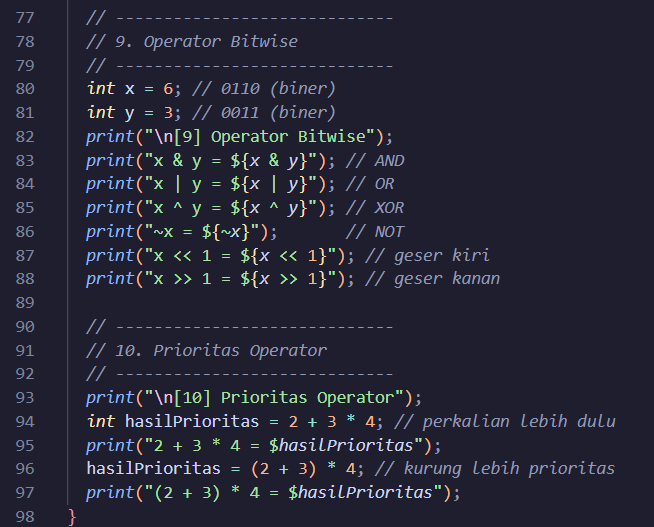 77 // -----------------------------
78 // 9. Operator Bitwise
79 // -----------------------------
80 int x = 6; // 0110 (biner)
81 int y = 3; // 0011 (biner)
82 print("\n[9] Operator Bitwise");
83 print("x & y = ${x & y}"); // AND
84 print("x | y = ${x | y}"); // OR
85 print("x ^ y = ${x ^ y}"); // XOR
86 print("~x = ${~x}");       // NOT
87 print("x << 1 = ${x << 1}"); // geser kiri
88 print("x >> 1 = ${x >> 1}"); // geser kanan
89
90 // -----------------------------
91 // 10. Prioritas Operator
92 // -----------------------------
93 print("\n[10] Prioritas Operator");
94 int hasilPrioritas = 2 + 3 * 4; // perkalian lebih dulu
95 print("2 + 3 * 4 = $hasilPrioritas");
96 hasilPrioritas = (2 + 3) * 4; // kurung lebih prioritas
97 print("(2 + 3) * 4 = $hasilPrioritas");
98 }